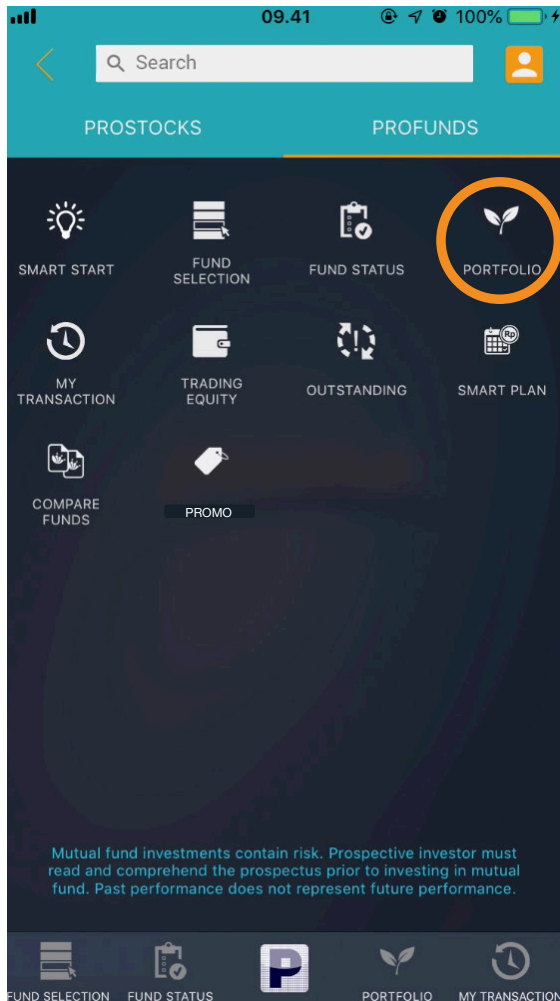 09.41 100%
Search
PROSTOCKS PROFUNDS
SMART START
FUND
SELECTION
FUND STATUS
PORTFOLIO
MY
TRANSACTION
TRADING
EQUITY
OUTSTANDING
Rp
SMART PLAN
COMPARE
FUNDS
PROMO
Mutual fund investments contain risk. Prospective investor must
read and comprehend the prospectus prior to investing in mutual
fund. Past performance does not represent future performance.
P
FUND SELECTION FUND STATUS PORTFOLIO MY TRANSACTION